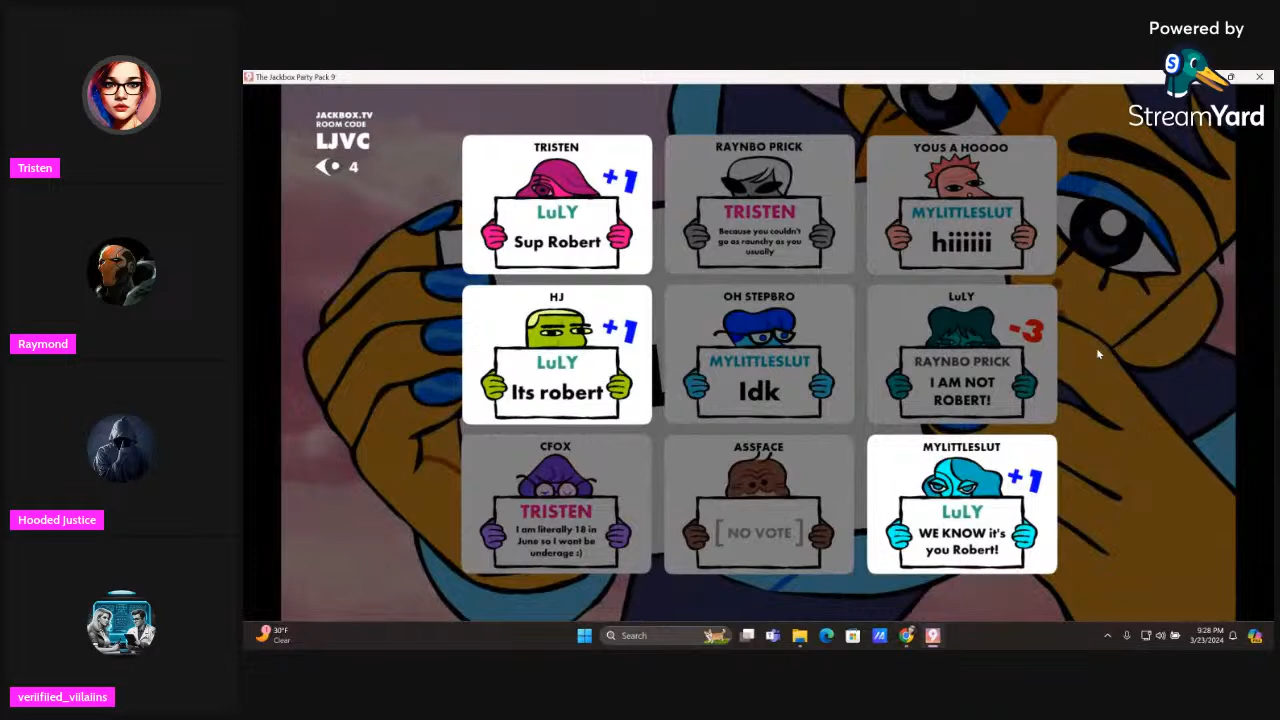 Powered by
StreamYard
The Jackbox Party Pack 9
JACKBOX.TV
ROOM CODE
LJVC
4
Tristen
Raymond
Hooded Justice
veriifiied_viilaiins
TRISTEN
+1
LuLY
Sup Robert
RAYNBO PRICK
TRISTEN
Because you couldn't
go as raunchy as you
usually
YOUS A HOOOO
MYLITTLESLUT
hiiiiii
HJ
+1
LuLY
Its robert
OH STEPBRO
MYLITTLESLUT
Idk
LuLY
-3
RAYNBO PRICK
I AM NOT
ROBERT!
CFOX
TRISTEN
I am literally 18 in
June so I wont be
underage :)
ASSFACE
[ NO VOTE ]
MYLITTLESLUT
+1
LuLY
WE KNOW it's
you Robert!
30°F
Clear
Search
9:28 PM
3/23/2024